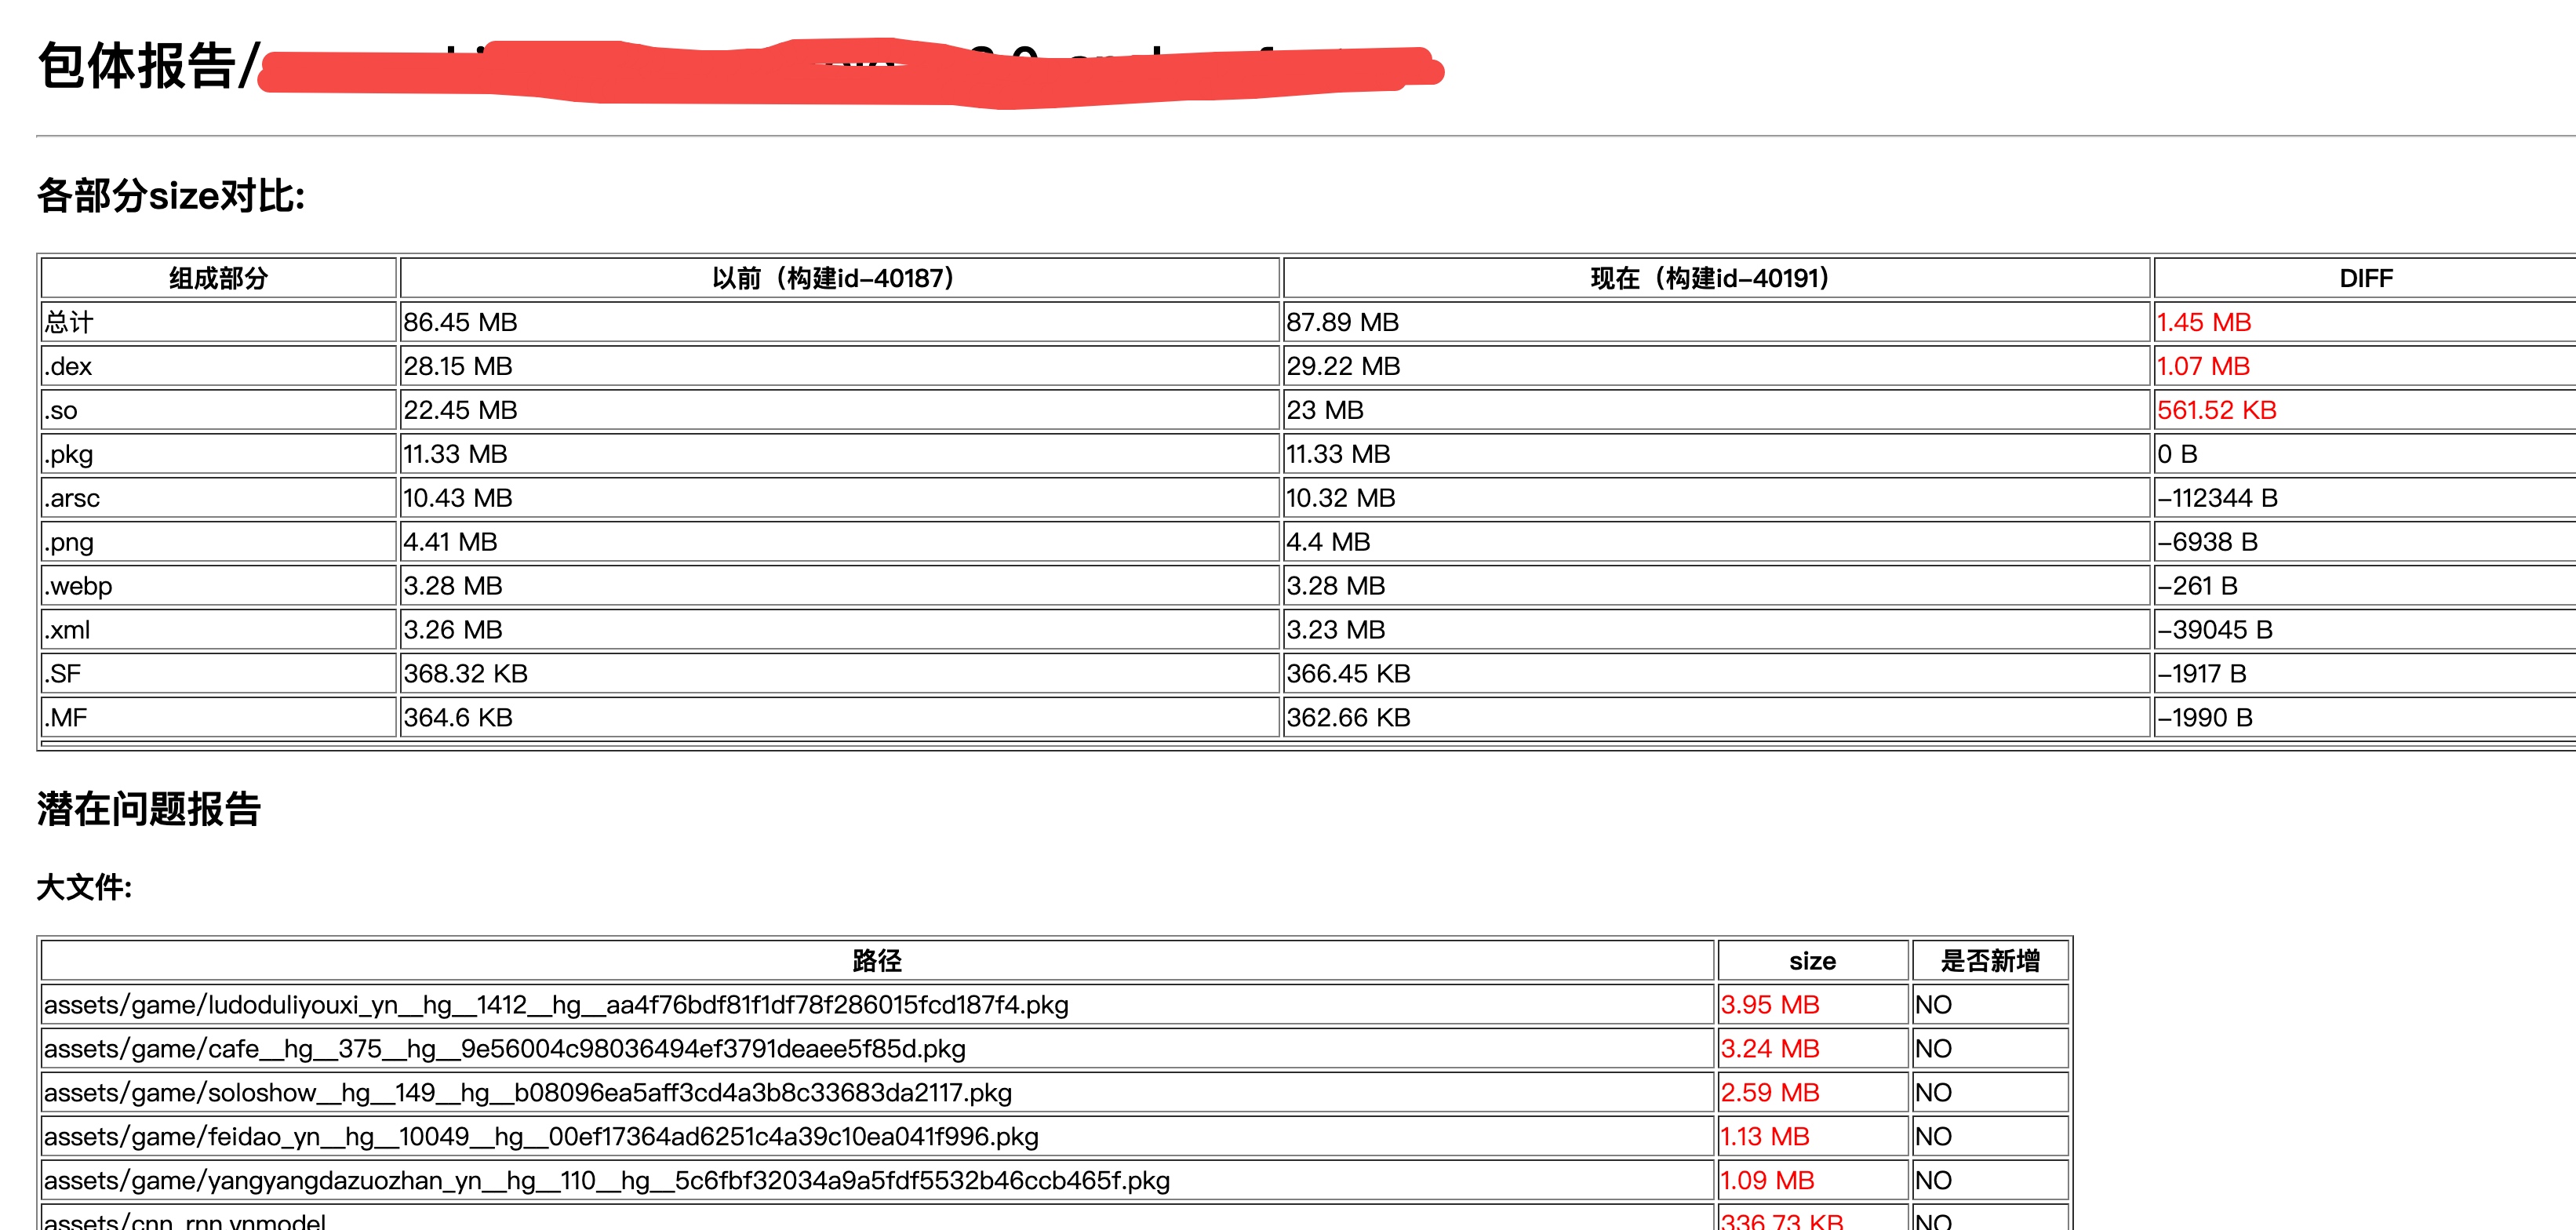 包体报告/
各部分size对比:
组成部分 以前（构建id-40187） 现在（构建id-40191） DIFF
总计 86.45 MB 87.89 MB 1.45 MB
.dex 28.15 MB 29.22 MB 1.07 MB
.so 22.45 MB 23 MB 561.52 KB
.pkg 11.33 MB 11.33 MB 0 B
.arsc 10.43 MB 10.32 MB -112344 B
.png 4.41 MB 4.4 MB -6938 B
.webp 3.28 MB 3.28 MB -261 B
.xml 3.26 MB 3.23 MB -39045 B
.SF 368.32 KB 366.45 KB -1917 B
.MF 364.6 KB 362.66 KB -1990 B
潜在问题报告
大文件:
路径 size 是否新增
assets/game/ludoduliyouxi_yn__hg__1412__hg__aa4f76bdf81f1df78f286015fcd187f4.pkg 3.95 MB NO
assets/game/cafe__hg__375__hg__9e56004c98036494ef3791deaee5f85d.pkg 3.24 MB NO
assets/game/soloshow__hg__149__hg__b08096ea5aff3cd4a3b8c33683da2117.pkg 2.59 MB NO
assets/game/feidao_yn__hg__10049__hg__00ef17364ad6251c4a39c10ea041f996.pkg 1.13 MB NO
assets/game/yangyangdazuozhan_yn__hg__110__hg__5c6fbf32034a9a5fdf5532b46ccb465f.pkg 1.09 MB NO
assets/cnn_rnn.ynmodel 336.73 KB NO